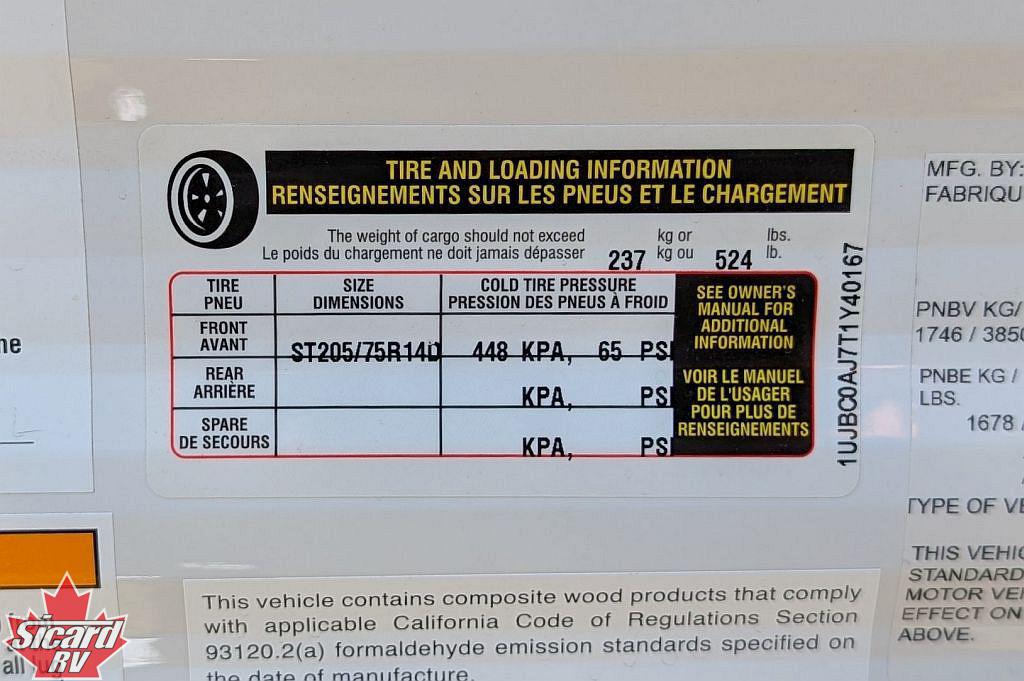 TIRE AND LOADING INFORMATION
RENSEIGNEMENTS SUR LES PNEUS ET LE CHARGEMENT
The weight of cargo should not exceed
Le poids du chargement ne doit jamais dépasser
237 kg or
kg ou
524 lbs.
lb.
TIRE
PNEU
SIZE
DIMENSIONS
COLD TIRE PRESSURE
PRESSION DES PNEUS À FROID
FRONT
AVANT
ST205/75R14D
448 KPA, 65 PSI
REAR
ARRIÈRE
KPA, PSI
SPARE
DE SECOURS
KPA, PSI
SEE OWNER'S
MANUAL FOR
ADDITIONAL
INFORMATION
VOIR LE MANUEL
DE L'USAGER
POUR PLUS DE
RENSEIGNEMENTS
1UJBC0AJ7T1Y40167
MFG. BY:
FABRIQU
PNBV KG/
1746 / 3850
PNBE KG /
LBS.
1678 /
TYPE OF VE
THIS VEHIC
STANDARD
MOTOR VE
EFFECT ON
ABOVE.
This vehicle contains composite wood products that comply
with applicable California Code of Regulations Section
93120.2(a) formaldehyde emission standards specified on
the date of manufacture.
ne
all lug
Sicard
RV